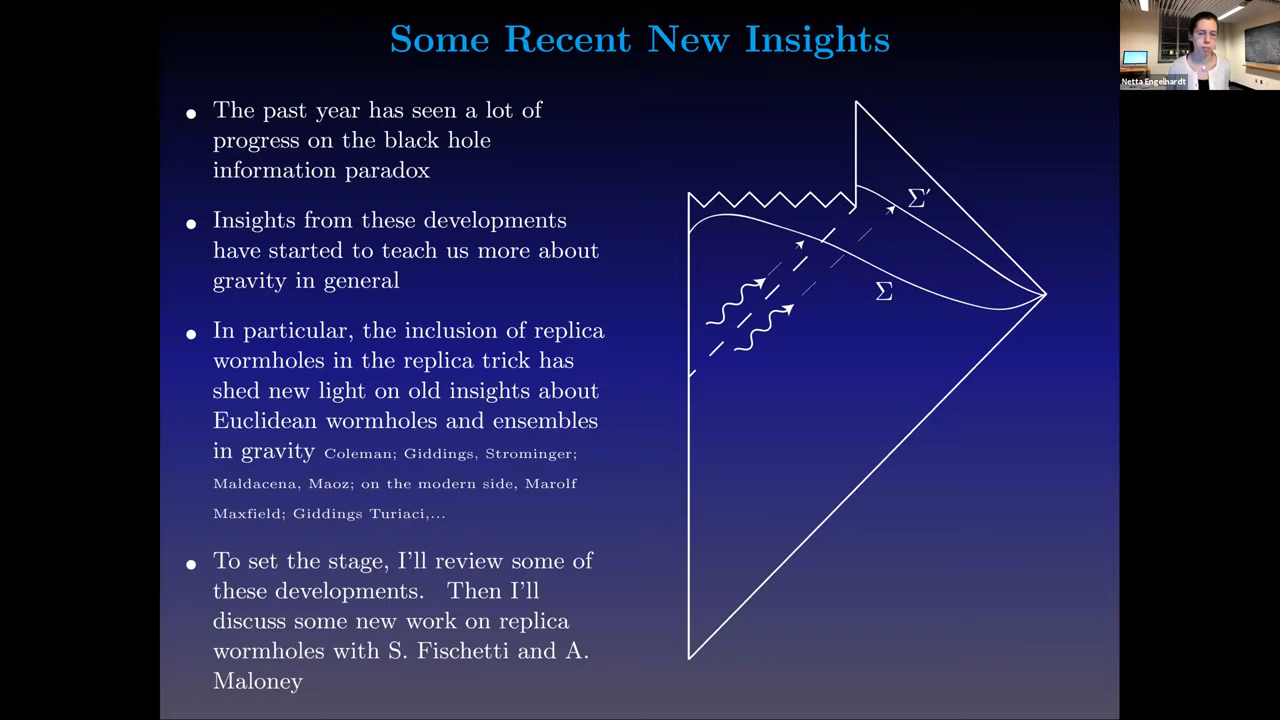 Some Recent New Insights
Netta Engelhardt
• The past year has seen a lot of
progress on the black hole
information paradox
• Insights from these developments
have started to teach us more about
gravity in general
• In particular, the inclusion of replica
wormholes in the replica trick has
shed new light on old insights about
Euclidean wormholes and ensembles
in gravity Coleman; Giddings, Strominger;
Maldacena, Maoz; on the modern side, Marolf
Maxfield; Giddings Turiaci,...
• To set the stage, I'll review some of
these developments. Then I'll
discuss some new work on replica
wormholes with S. Fischetti and A.
Maloney
Σ′
Σ